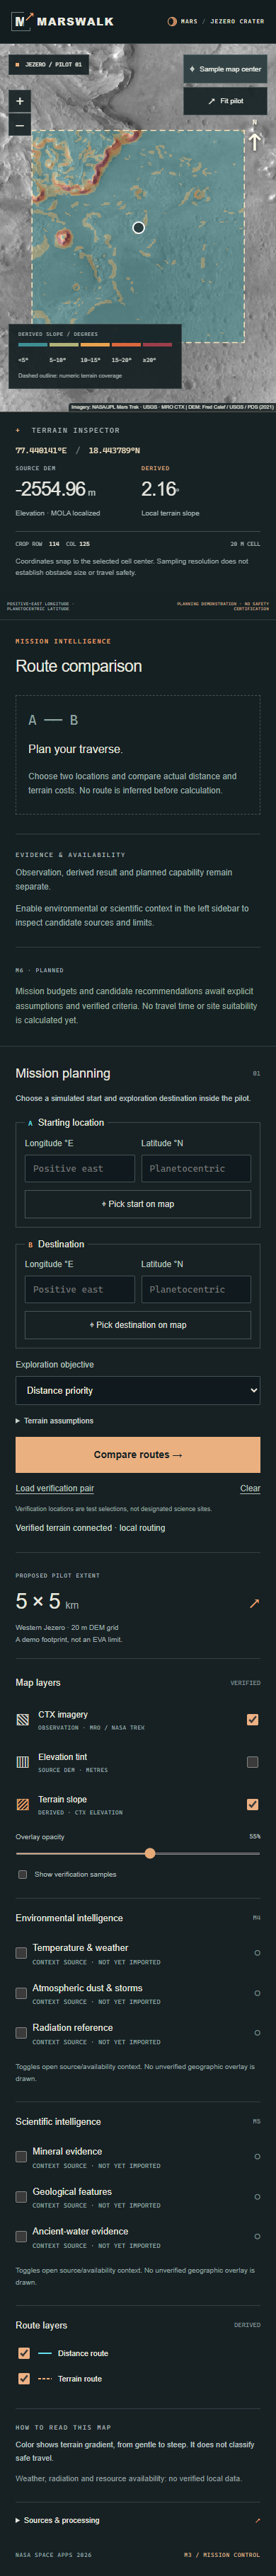 M MARSWALK
MARS / JEZERO CRATER
JEZERO / PILOT 01
Sample map center
Fit pilot
+
−
N
DERIVED SLOPE / DEGREES
<5° 5–10° 10–15° 15–20° ≥20°
Dashed outline: numeric terrain coverage
Imagery: NASA/JPL Mars Trek · USGS · MRO CTX | DEM: Fred Calef / USGS / PDS (2021)
TERRAIN INSPECTOR
77.440141°E / 18.443789°N
SOURCE DEM
-2554.96 m
Elevation · MOLA localized
DERIVED
2.16°
Local terrain slope
CROP ROW 114 COL 125
20 M CELL
Coordinates snap to the selected cell center. Sampling resolution does not
establish obstacle size or travel safety.
POSITIVE-EAST LONGITUDE ·
PLANETOCENTRIC LATITUDE
PLANNING DEMONSTRATION · NO SAFETY
CERTIFICATION
MISSION INTELLIGENCE
Route comparison
A — B
Plan your traverse.
Choose two locations and compare actual distance and
terrain costs. No route is inferred before calculation.
EVIDENCE & AVAILABILITY
Observation, derived result and planned capability remain
separate.
Enable environmental or scientific context in the left sidebar to
inspect candidate sources and limits.
M6 · PLANNED
Mission budgets and candidate recommendations await explicit
assumptions and verified criteria. No travel time or site suitability
is calculated yet.
Mission planning
01
Choose a simulated start and exploration destination inside the pilot.
A Starting location
Longitude °E
Latitude °N
Positive east
Planetocentric
+ Pick start on map
B Destination
Longitude °E
Latitude °N
Positive east
Planetocentric
+ Pick destination on map
Exploration objective
Distance priority
Terrain assumptions
Compare routes →
Load verification pair
Clear
Verification locations are test selections, not designated science sites.
Verified terrain connected · local routing
PROPOSED PILOT EXTENT
5 × 5 km
↗
Western Jezero · 20 m DEM grid
A demo footprint, not an EVA limit.
Map layers
VERIFIED
CTX imagery
OBSERVATION · MRO / NASA TREK
Elevation tint
SOURCE DEM · METRES
Terrain slope
DERIVED · CTX ELEVATION
Overlay opacity
55%
Show verification samples
Environmental intelligence
M4
Temperature & weather
CONTEXT SOURCE · NOT YET IMPORTED
Atmospheric dust & storms
CONTEXT SOURCE · NOT YET IMPORTED
Radiation reference
CONTEXT SOURCE · NOT YET IMPORTED
Toggles open source/availability context. No unverified geographic overlay is
drawn.
Scientific intelligence
M5
Mineral evidence
CONTEXT SOURCE · NOT YET IMPORTED
Geological features
CONTEXT SOURCE · NOT YET IMPORTED
Ancient-water evidence
CONTEXT SOURCE · NOT YET IMPORTED
Toggles open source/availability context. No unverified geographic overlay is
drawn.
Route layers
DERIVED
Distance route
Terrain route
HOW TO READ THIS MAP
Color shows terrain gradient, from gentle to steep. It does not classify
safe travel.
Weather, radiation and resource availability: no verified local data.
Sources & processing
↗
NASA SPACE APPS 2026
M3 / MISSION CONTROL